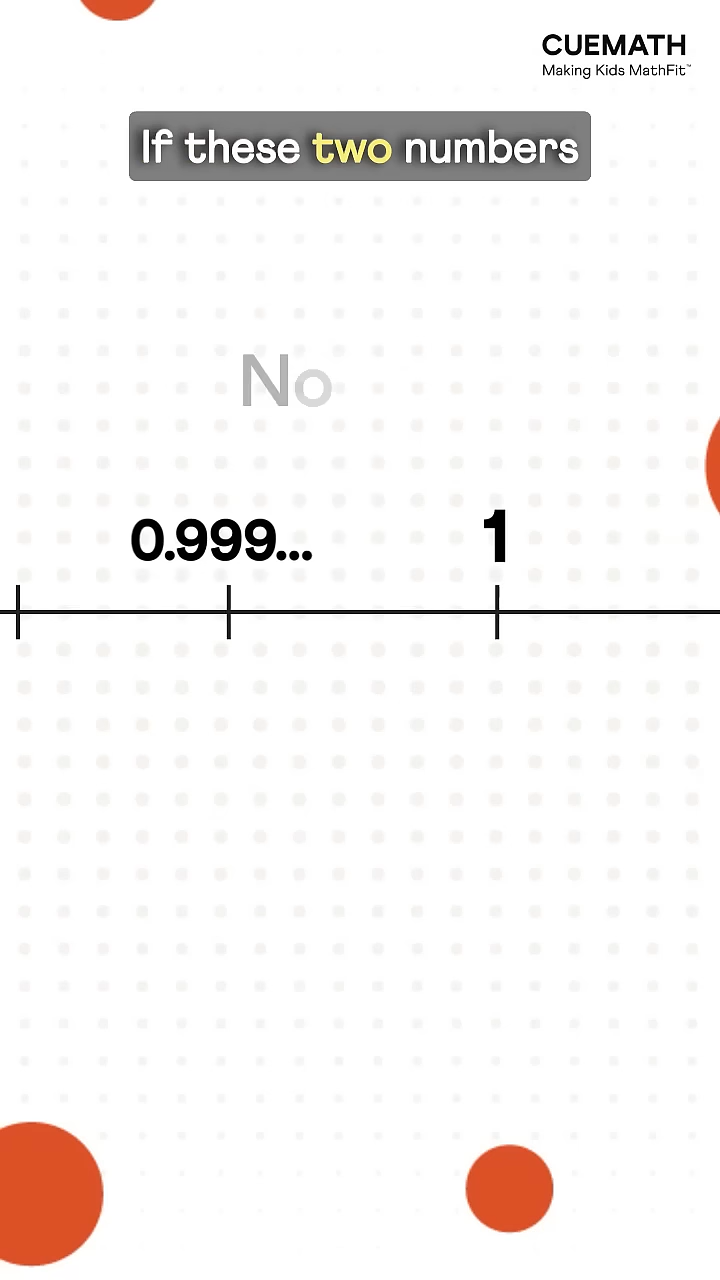 CUEMATH
Making Kids MathFit™
If these two numbers
No
0.999... 1